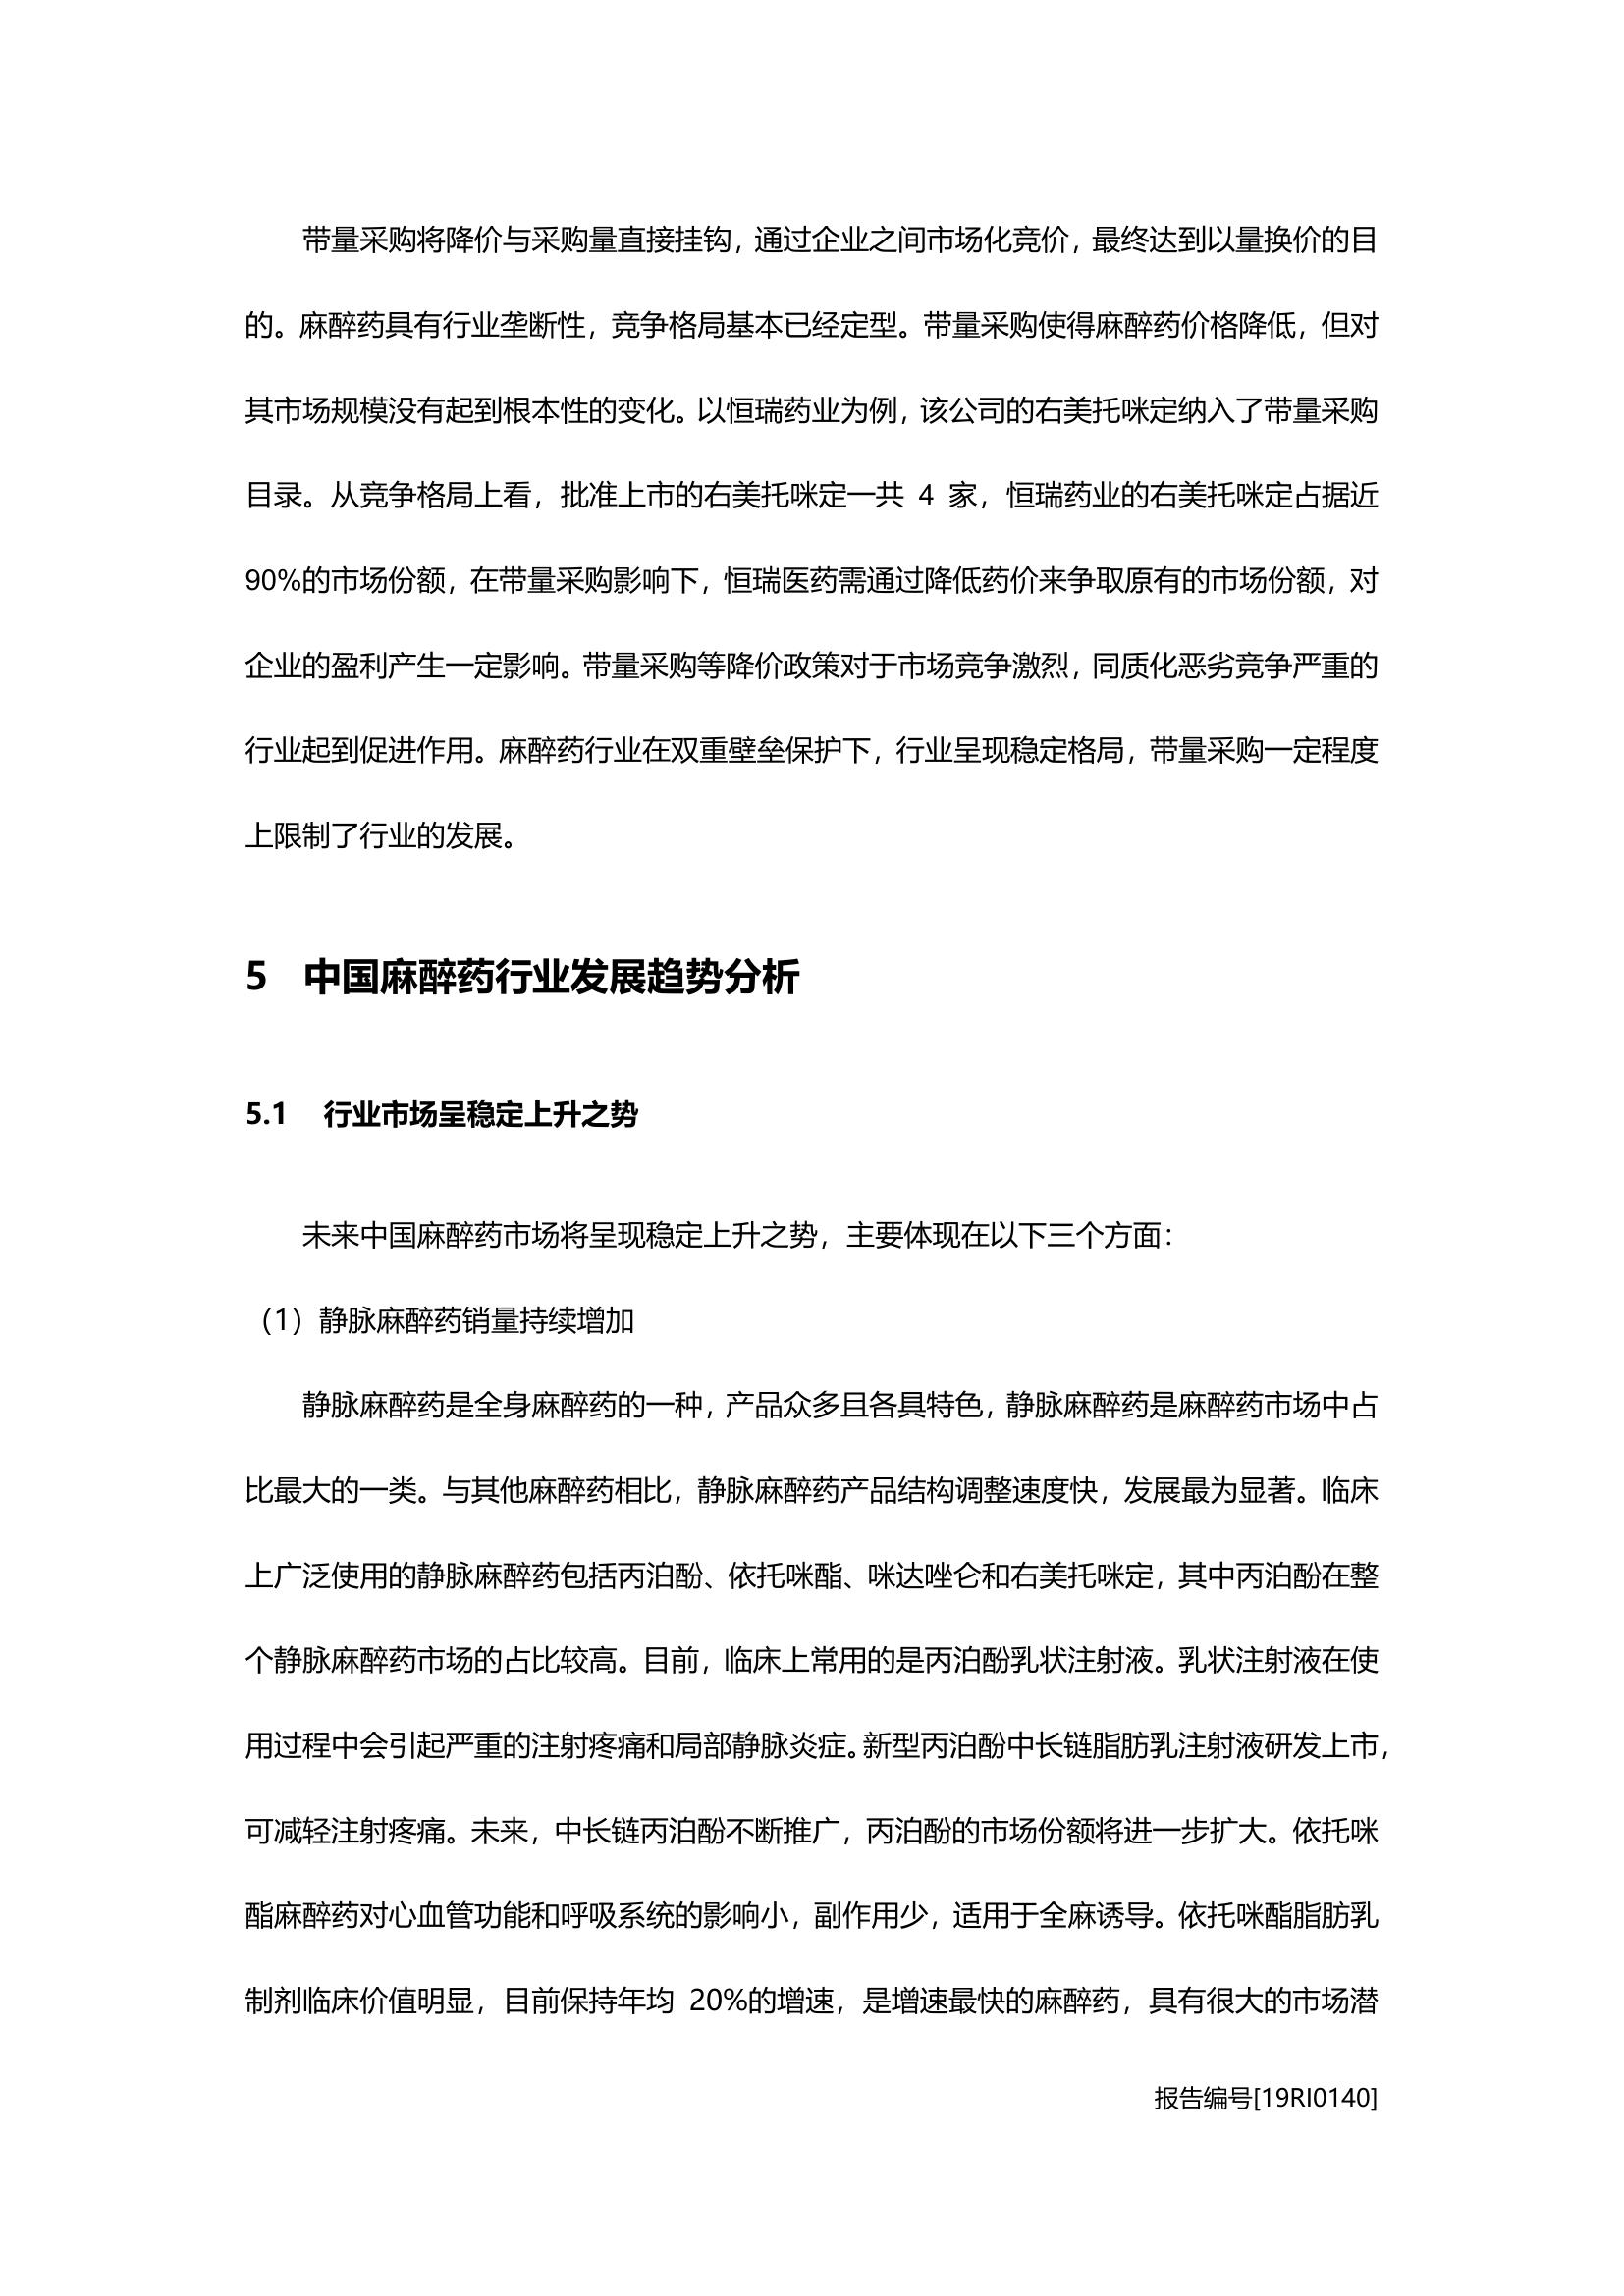 带量采购将降价与采购量直接挂钩，通过企业之间市场化竞价，最终达到以量换价的目
的。麻醉药具有行业垄断性，竞争格局基本已经定型。带量采购使得麻醉药价格降低，但对
其市场规模没有起到根本性的变化。以恒瑞药业为例，该公司的右美托咪定纳入了带量采购
目录。从竞争格局上看，批准上市的右美托咪定一共 4 家，恒瑞药业的右美托咪定占据近
90%的市场份额，在带量采购影响下，恒瑞医药需通过降低药价来争取原有的市场份额，对
企业的盈利产生一定影响。带量采购等降价政策对于市场竞争激烈，同质化恶劣竞争严重的
行业起到促进作用。麻醉药行业在双重壁垒保护下，行业呈现稳定格局，带量采购一定程度
上限制了行业的发展。
5 中国麻醉药行业发展趋势分析
5.1 行业市场呈稳定上升之势
未来中国麻醉药市场将呈现稳定上升之势，主要体现在以下三个方面：
（1）静脉麻醉药销量持续增加
静脉麻醉药是全身麻醉药的一种，产品众多且各具特色，静脉麻醉药是麻醉药市场中占
比最大的一类。与其他麻醉药相比，静脉麻醉药产品结构调整速度快，发展最为显著。临床
上广泛使用的静脉麻醉药包括丙泊酚、依托咪酯、咪达唑仑和右美托咪定，其中丙泊酚在整
个静脉麻醉药市场的占比较高。目前，临床上常用的是丙泊酚乳状注射液。乳状注射液在使
用过程中会引起严重的注射疼痛和局部静脉炎症。新型丙泊酚中长链脂肪乳注射液研发上市，
可减轻注射疼痛。未来，中长链丙泊酚不断推广，丙泊酚的市场份额将进一步扩大。依托咪
酯麻醉药对心血管功能和呼吸系统的影响小，副作用少，适用于全麻诱导。依托咪酯脂肪乳
制剂临床价值明显，目前保持年均 20%的增速，是增速最快的麻醉药，具有很大的市场潜
报告编号[19RI0140]